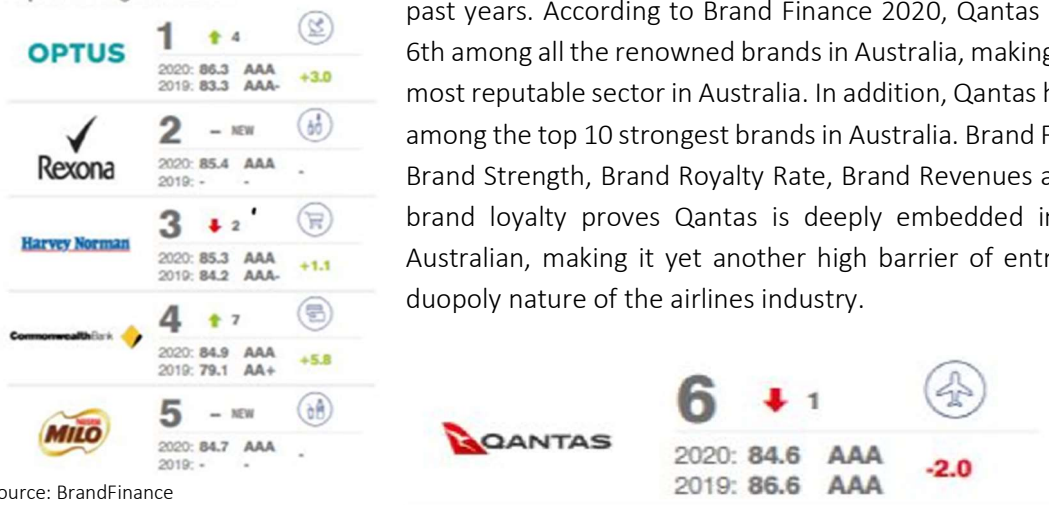 OPTUS
1 4
2020: 86.3 AAA
2019: 83.3 AAA-
+3.0
Rexona
2 – NEW
2020: 85.4 AAA
2019: - -
-
Harvey Norman
3 2
2020: 85.3 AAA
2019: 84.2 AAA-
+1.1
CommonwealthBank
4 7
2020: 84.9 AAA
2019: 79.1 AA+
+5.8
Nestlé
MILO
5 – NEW
2020: 84.7 AAA
2019: - -
-
ource: BrandFinance
past years. According to Brand Finance 2020, Qantas
6th among all the renowned brands in Australia, making
most reputable sector in Australia. In addition, Qantas h
among the top 10 strongest brands in Australia. Brand F
Brand Strength, Brand Royalty Rate, Brand Revenues a
brand loyalty proves Qantas is deeply embedded in
Australian, making it yet another high barrier of entr
duopoly nature of the airlines industry.
QANTAS
6 1
2020: 84.6 AAA
2019: 86.6 AAA
-2.0